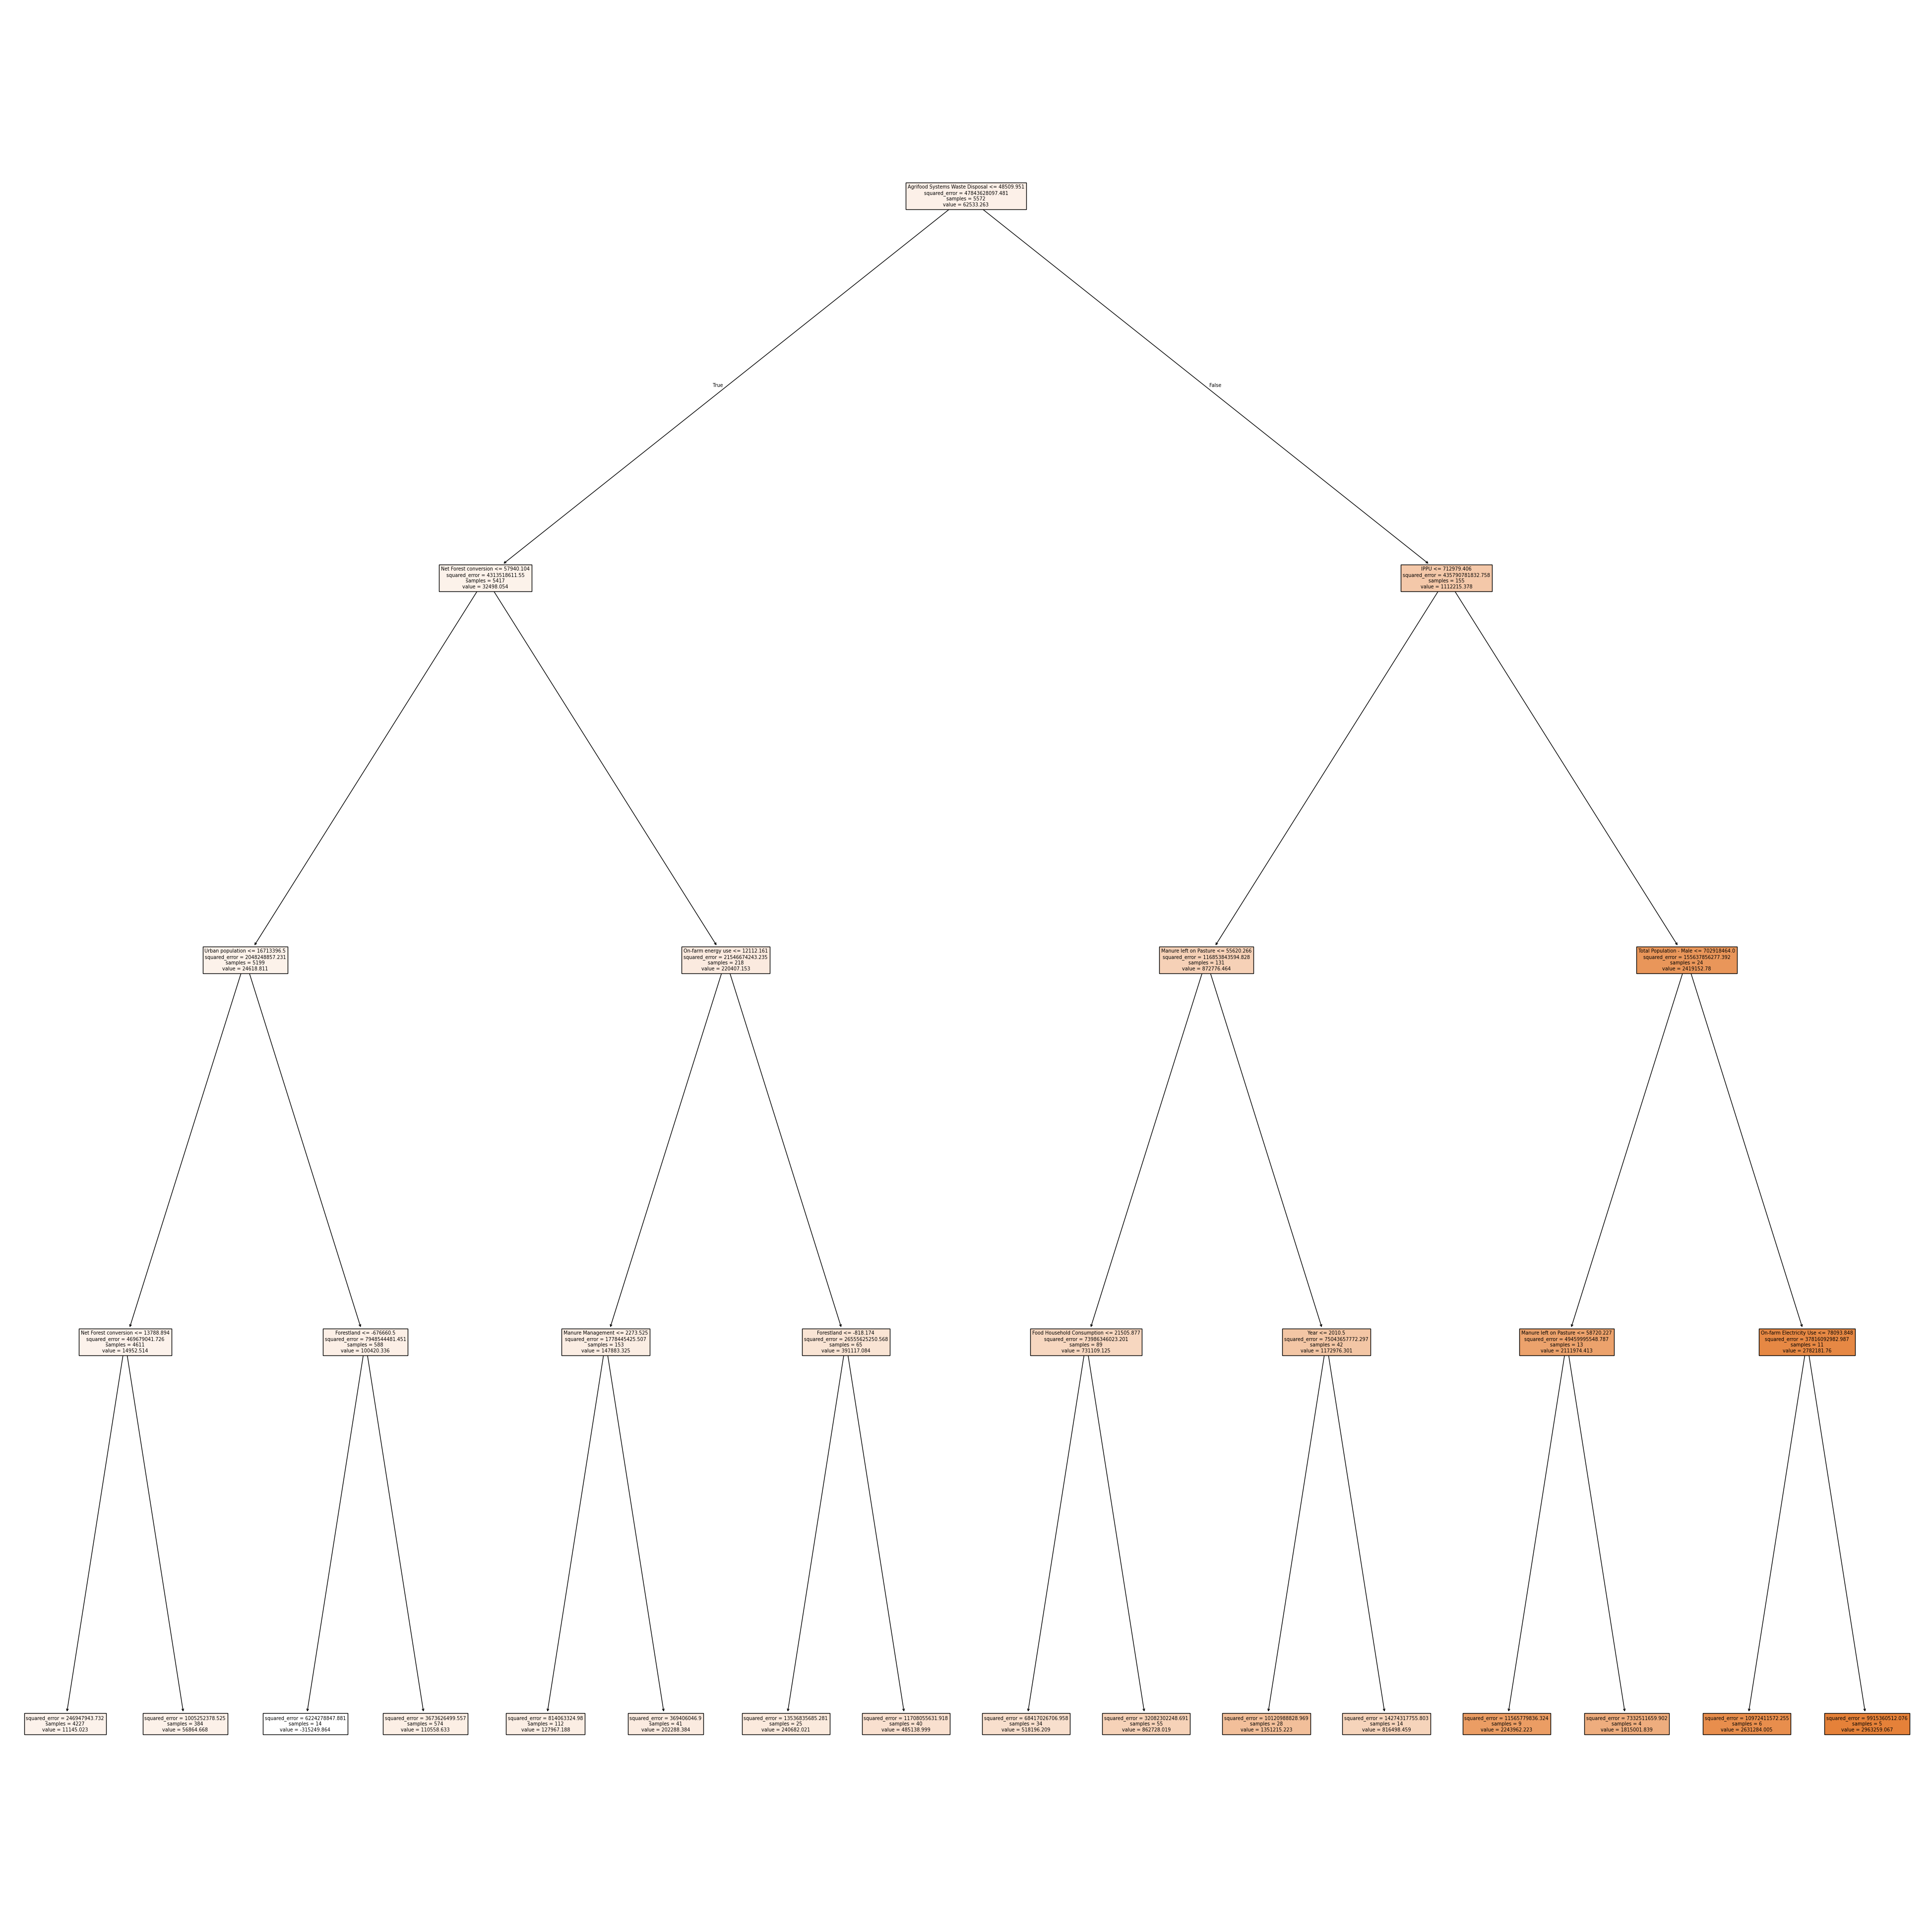 Agrifood Systems Waste Disposal <= 48509.951
squared_error = 47843628097.481
samples = 5572
value = 62533.263
True
False
Net Forest conversion <= 57940.104
squared_error = 4313518611.55
samples = 5417
value = 32498.054
IPPU <= 712979.406
squared_error = 435790781832.758
samples = 155
value = 1112215.378
Urban population <= 16713396.5
squared_error = 2048248857.231
samples = 5199
value = 24618.811
On-farm energy use <= 12112.161
squared_error = 21546674243.235
samples = 218
value = 220407.153
Manure left on Pasture <= 55620.266
squared_error = 116853843594.828
samples = 131
value = 872776.464
Total Population - Male <= 702918464.0
squared_error = 155637856277.392
samples = 24
value = 2419152.78
Net Forest conversion <= 13788.894
squared_error = 469679041.726
samples = 4611
value = 14952.514
Forestland <= -676660.5
squared_error = 7948544481.451
samples = 588
value = 100420.336
Manure Management <= 2273.525
squared_error = 1778445425.507
samples = 153
value = 147883.325
Forestland <= -818.174
squared_error = 26555625250.568
samples = 65
value = 391117.084
Food Household Consumption <= 21505.877
squared_error = 73986346023.201
samples = 89
value = 731109.125
Year <= 2010.5
squared_error = 75043657772.297
samples = 42
value = 1172976.301
Manure left on Pasture <= 58720.227
squared_error = 49459995548.787
samples = 13
value = 2111974.413
On-farm Electricity Use <= 78093.848
squared_error = 37816092982.987
samples = 11
value = 2782181.76
squared_error = 246947943.732
samples = 4227
value = 11145.023
squared_error = 1005252378.525
samples = 384
value = 56864.668
squared_error = 6224278847.881
samples = 14
value = -315249.864
squared_error = 3673626499.557
samples = 574
value = 110558.633
squared_error = 814063324.98
samples = 112
value = 127967.188
squared_error = 369406046.9
samples = 41
value = 202288.384
squared_error = 13536835685.281
samples = 25
value = 240682.021
squared_error = 11708055631.918
samples = 40
value = 485138.999
squared_error = 68417026706.958
samples = 34
value = 518196.209
squared_error = 32082302248.691
samples = 55
value = 862728.019
squared_error = 10120988828.969
samples = 28
value = 1351215.223
squared_error = 14274317755.803
samples = 14
value = 816498.459
squared_error = 11565779836.324
samples = 9
value = 2243962.223
squared_error = 7332511659.902
samples = 4
value = 1815001.839
squared_error = 10972411572.255
samples = 6
value = 2631284.005
squared_error = 9915360512.076
samples = 5
value = 2963259.067